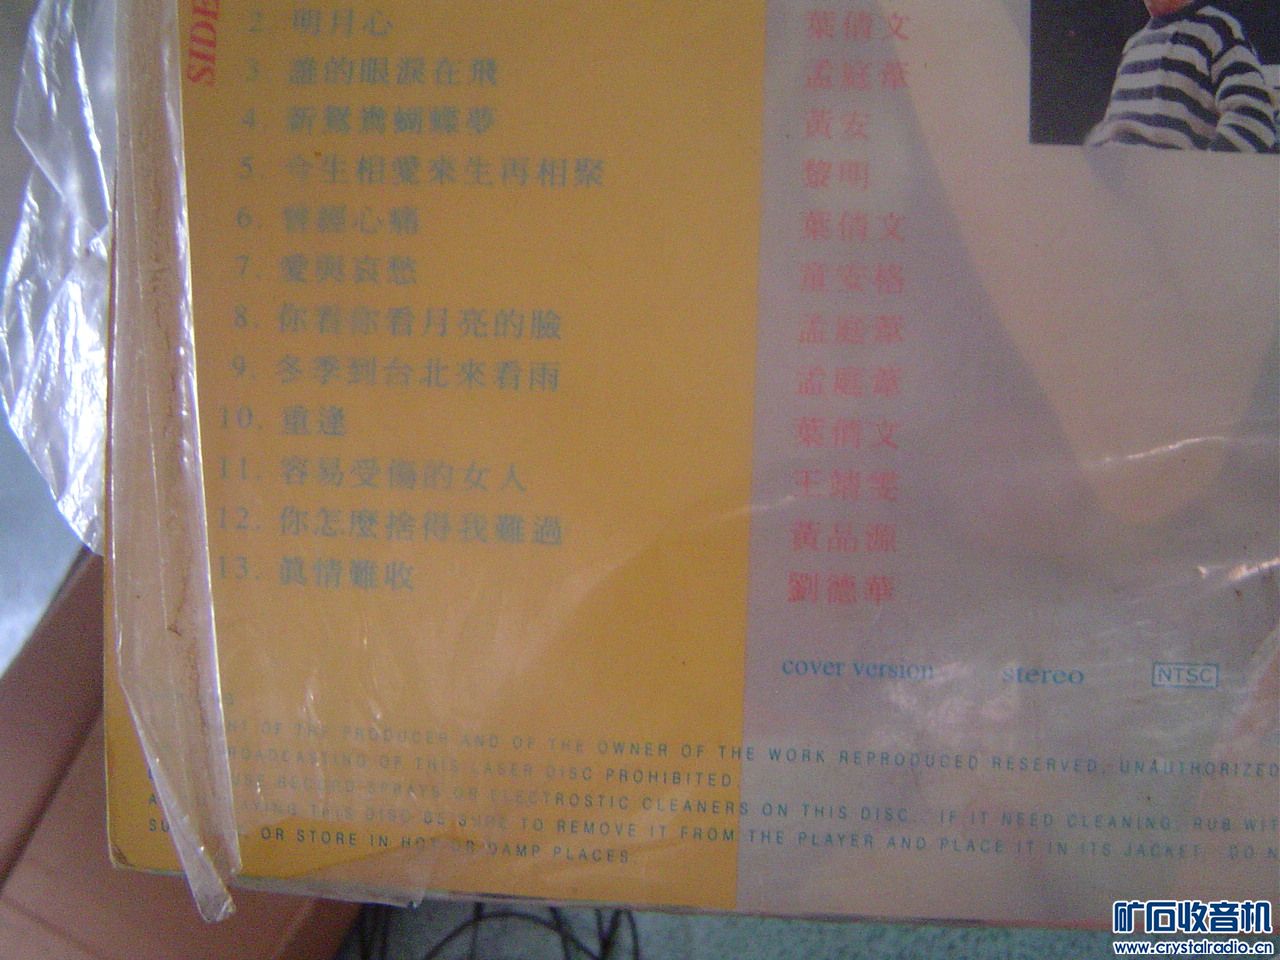 SIDE
2. 明月心 葉倩文
3. 誰的眼淚在飛 孟庭葦
4. 新鴛鴦蝴蝶夢 黃安
5. 今生相愛來生再相聚 黎明
6. 曾經心痛 葉倩文
7. 愛與哀愁 童安格
8. 你看你看月亮的臉 孟庭葦
9. 冬季到台北來看雨 孟庭葦
10. 重逢 葉倩文
11. 容易受傷的女人 王靖雯
12. 你怎麼捨得我難過 黃品源
13. 真情難收 劉德華
cover version stereo NTSC
OF THE PRODUCER AND OF THE OWNER OF THE WORK REPRODUCED RESERVED. UNAUTHORIZED
BROADCASTING OF THIS LASER DISC PROHIBITED.
USE RECORD SPRAYS OR ELECTROSTIC CLEANERS ON THIS DISC. IF IT NEED CLEANING, RUB WIT
PLAYING THIS DISC BE SURE TO REMOVE IT FROM THE PLAYER AND PLACE IT IN ITS JACKET. DO N
OR STORE IN HOT OR DAMP PLACES.
矿石收音机
www.crystalradio.cn